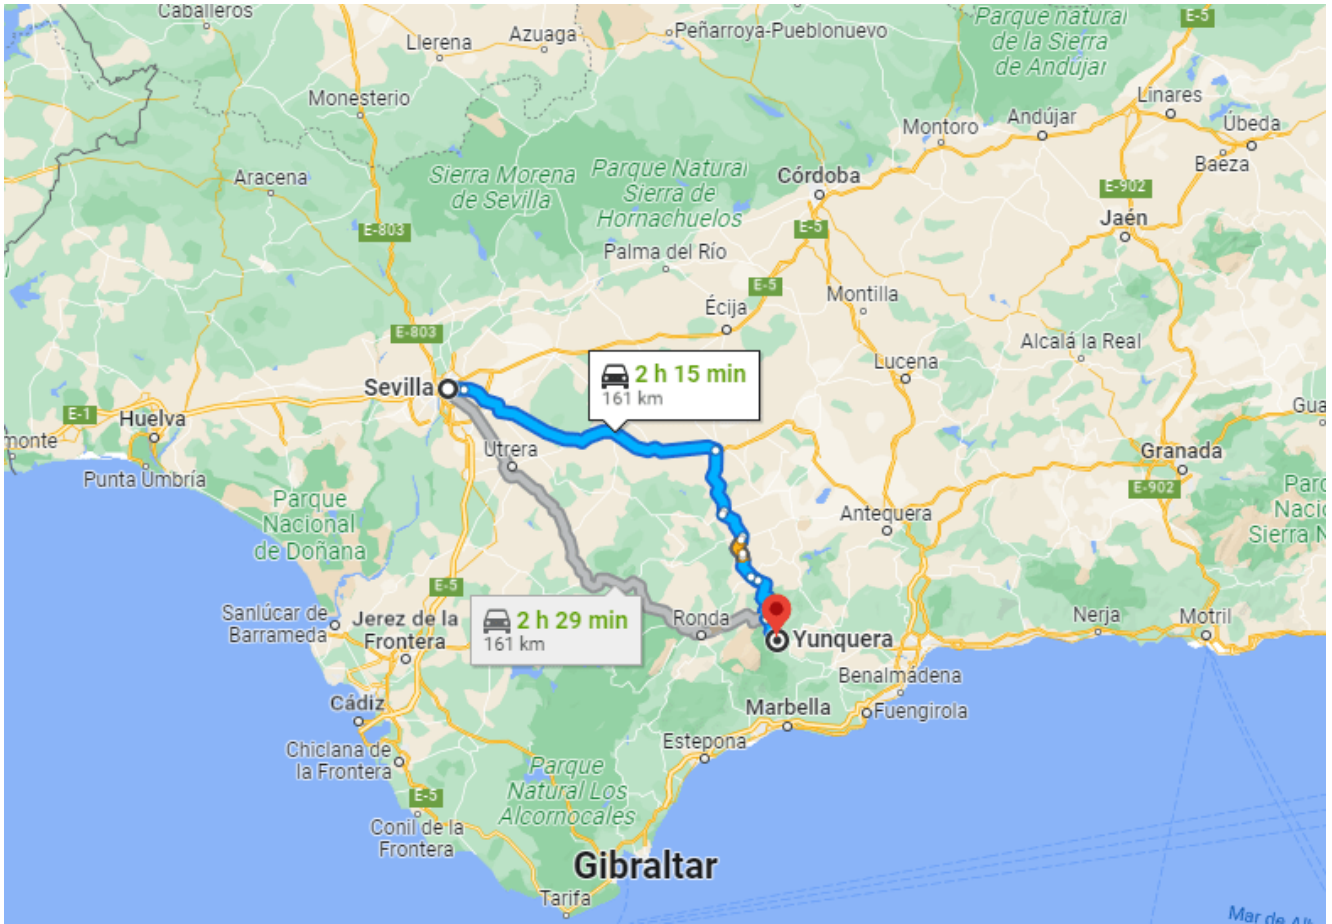 Caballeros
Llerena
Azuaga
Peñarroya-Pueblonuevo
Parque natural
de la Sierra
de Andújar
E-5
Monesterio
Linares
Andújar
Montoro
Úbeda
Baeza
Aracena
Sierra Morena
de Sevilla
Parque Natural
Sierra de
Hornachuelos
Córdoba
E-902
Jaén
E-803
E-5
Palma del Río
E-5
Montilla
Écija
E-803
Alcalá la Real
Lucena
2 h 15 min
161 km
Sevilla
E-1
Huelva
Gua
monte
Utrera
Granada
Punta Umbría
E-902
Parque
Nacional
de Doñana
Parq
Nacio
Sierra N
Antequera
E-5
2 h 29 min
161 km
Sanlúcar de
Barrameda
Jerez de la
Frontera
Ronda
Yunquera
Nerja
Motril
Benalmádena
Cádiz
Marbella
Fuengirola
Chiclana de
la Frontera
Estepona
Parque
Natural Los
Alcornocales
E-5
Conil de la
Frontera
Gibraltar
Tarifa
Mar de Alb